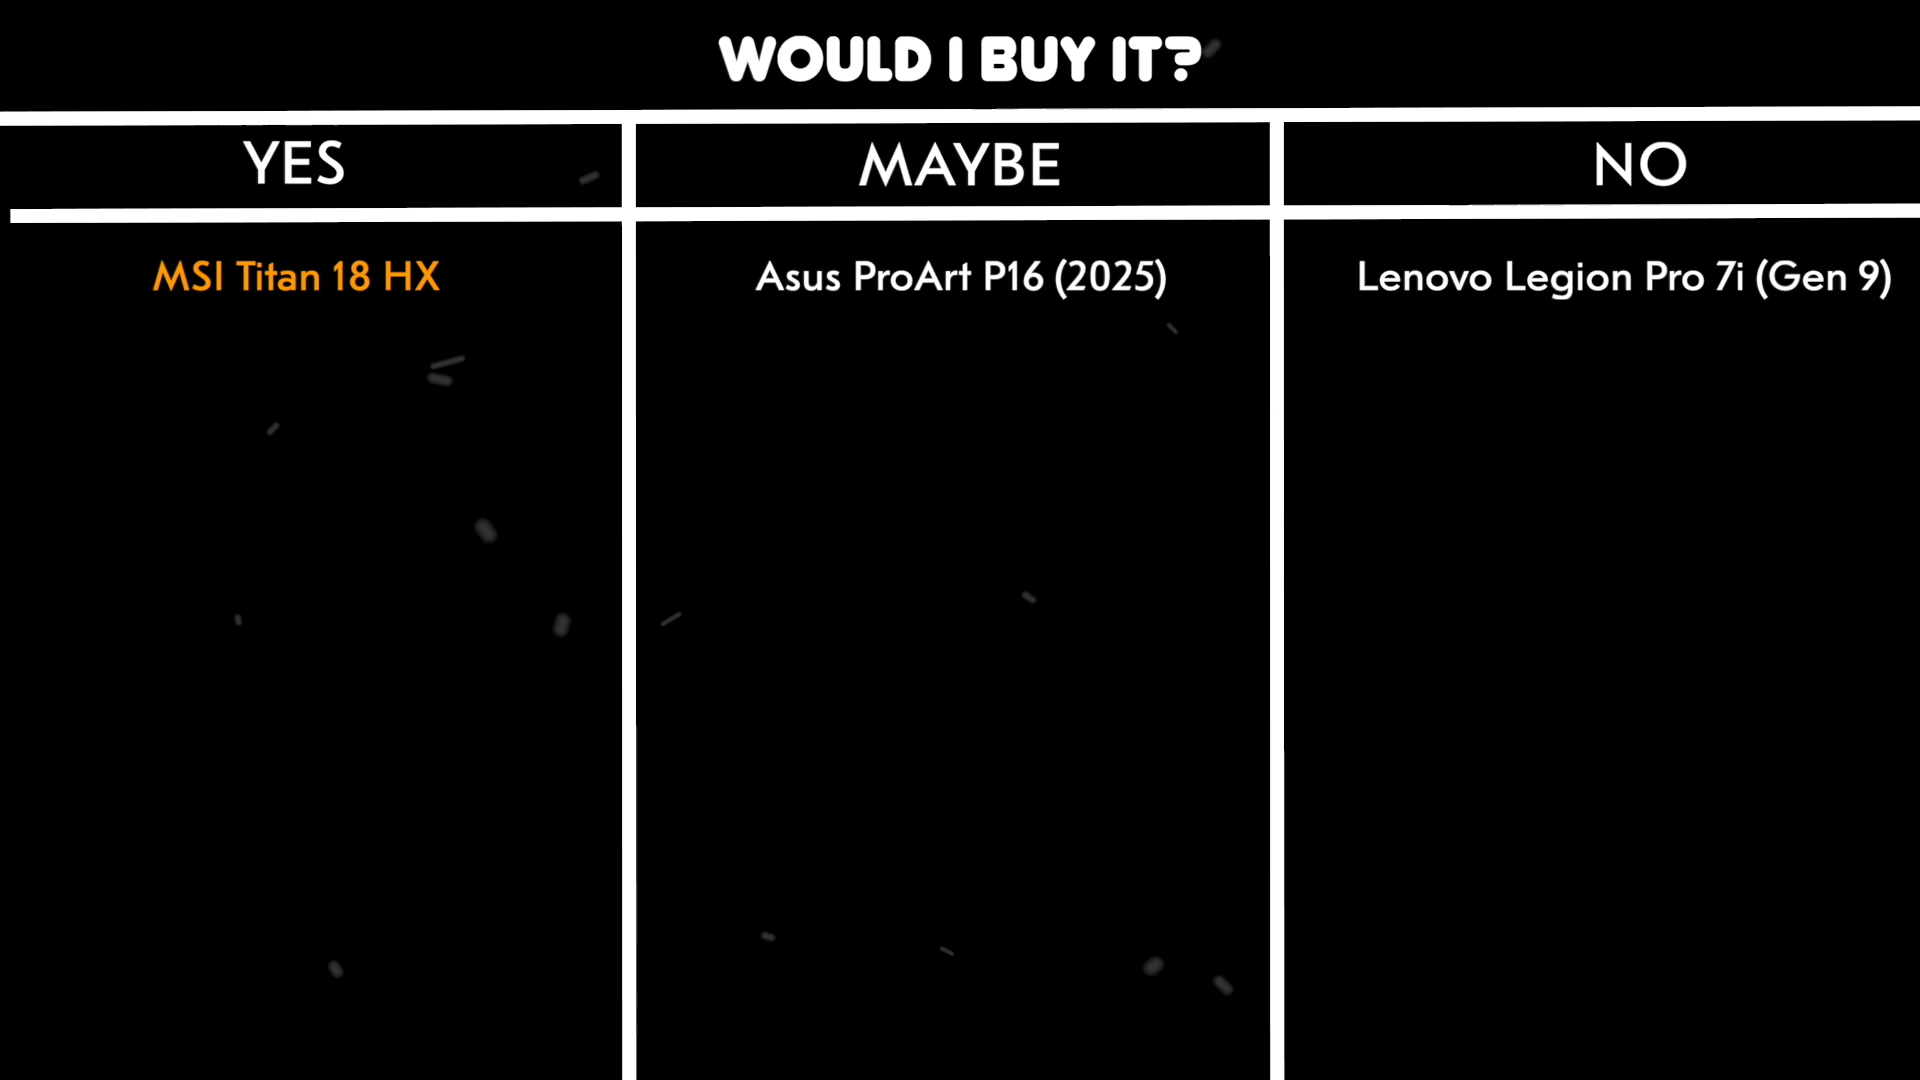 WOULD I BUY IT?
YES
MAYBE
NO
MSI Titan 18 HX
Asus ProArt P16 (2025)
Lenovo Legion Pro 7i (Gen 9)